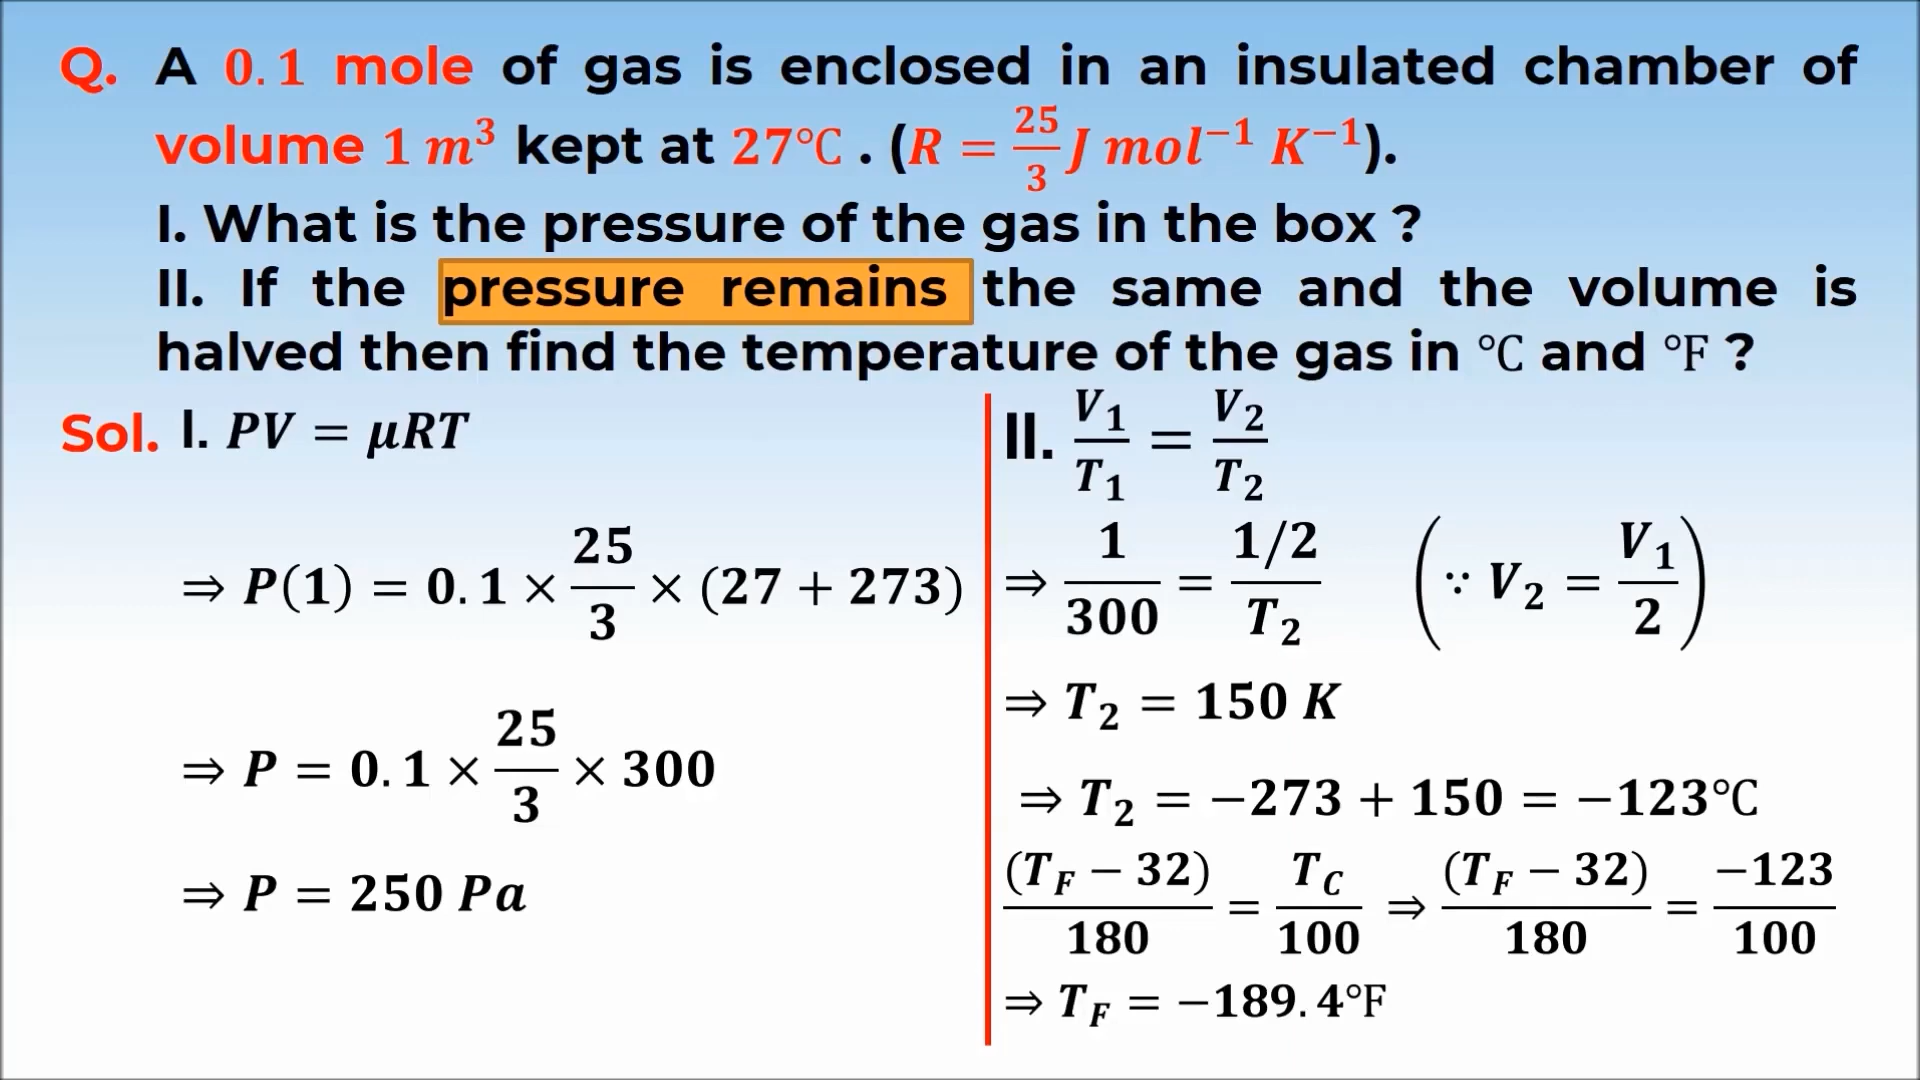 Q. A 0.1 mole of gas is enclosed in an insulated chamber of
volume 1 m³ kept at 27°C . (R = 25/3 J mol⁻¹ K⁻¹).
I. What is the pressure of the gas in the box ?
II. If the pressure remains the same and the volume is
halved then find the temperature of the gas in °C and °F ?
Sol. I. PV = μRT
⇒ P(1) = 0.1 × 25/3 × (27 + 273)
⇒ P = 0.1 × 25/3 × 300
⇒ P = 250 Pa
II. V₁/T₁ = V₂/T₂
⇒ 1/300 = (1/2)/T₂ (∵ V₂ = V₁/2)
⇒ T₂ = 150 K
⇒ T₂ = −273 + 150 = −123°C
(T_F − 32)/180 = T_C/100 ⇒ (T_F − 32)/180 = −123/100
⇒ T_F = −189.4°F